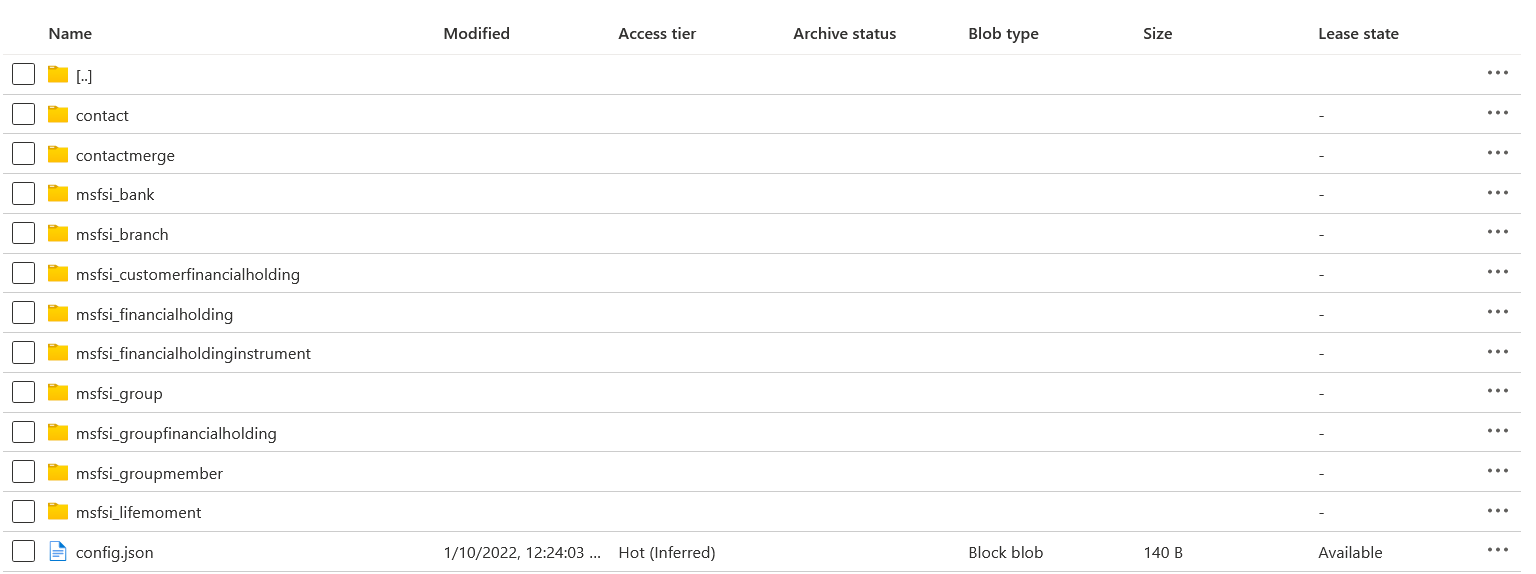 Name Modified Access tier Archive status Blob type Size Lease state
[..] •••
contact - •••
contactmerge - •••
msfsi_bank - •••
msfsi_branch - •••
msfsi_customerfinancialholding - •••
msfsi_financialholding - •••
msfsi_financialholdinginstrument - •••
msfsi_group - •••
msfsi_groupfinancialholding - •••
msfsi_groupmember - •••
msfsi_lifemoment - •••
config.json 1/10/2022, 12:24:03 ... Hot (Inferred) Block blob 140 B Available •••